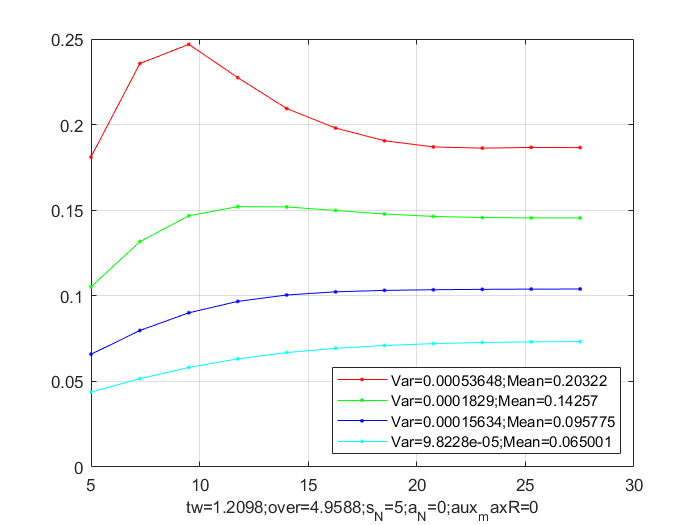 0.25
0.2
0.15
0.1
0.05
0
5
10
15
20
25
30
Var=0.00053648;Mean=0.20322
Var=0.0001829;Mean=0.14257
Var=0.00015634;Mean=0.095775
Var=9.8228e-05;Mean=0.065001
tw=1.2098;over=4.9588;s_N=5;a_N=0;aux_maxR=0